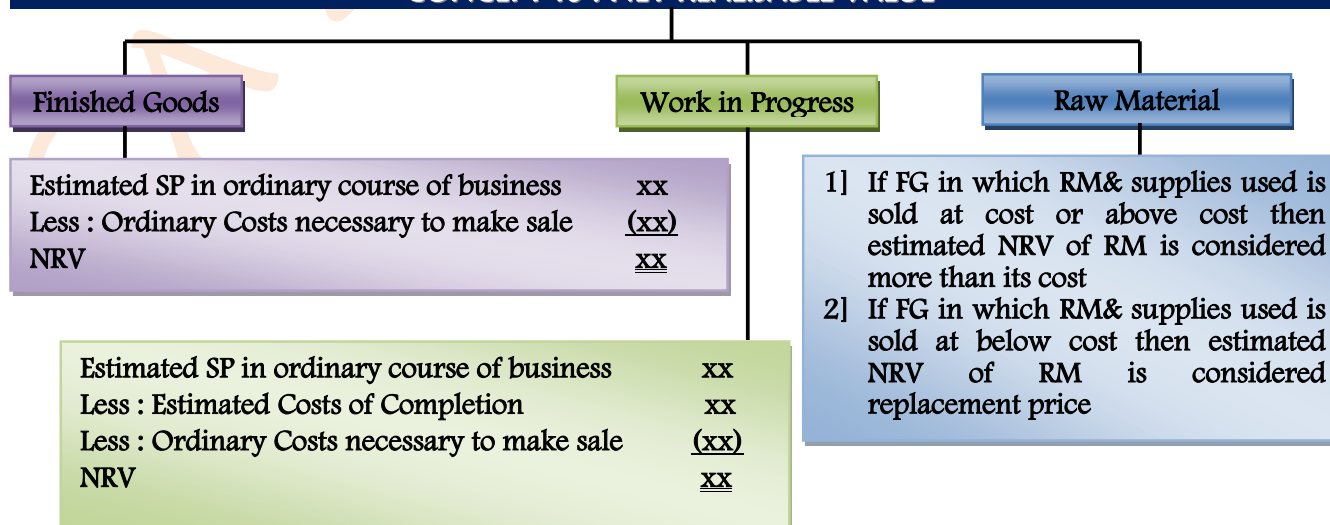 Finished Goods
Work in Progress
Raw Material
Estimated SP in ordinary course of business xx
Less : Ordinary Costs necessary to make sale (xx)
NRV xx
Estimated SP in ordinary course of business xx
Less : Estimated Costs of Completion xx
Less : Ordinary Costs necessary to make sale (xx)
NRV xx
1] If FG in which RM& supplies used is
sold at cost or above cost then
estimated NRV of RM is considered
more than its cost
2] If FG in which RM& supplies used is
sold at below cost then estimated
NRV of RM is considered
replacement price